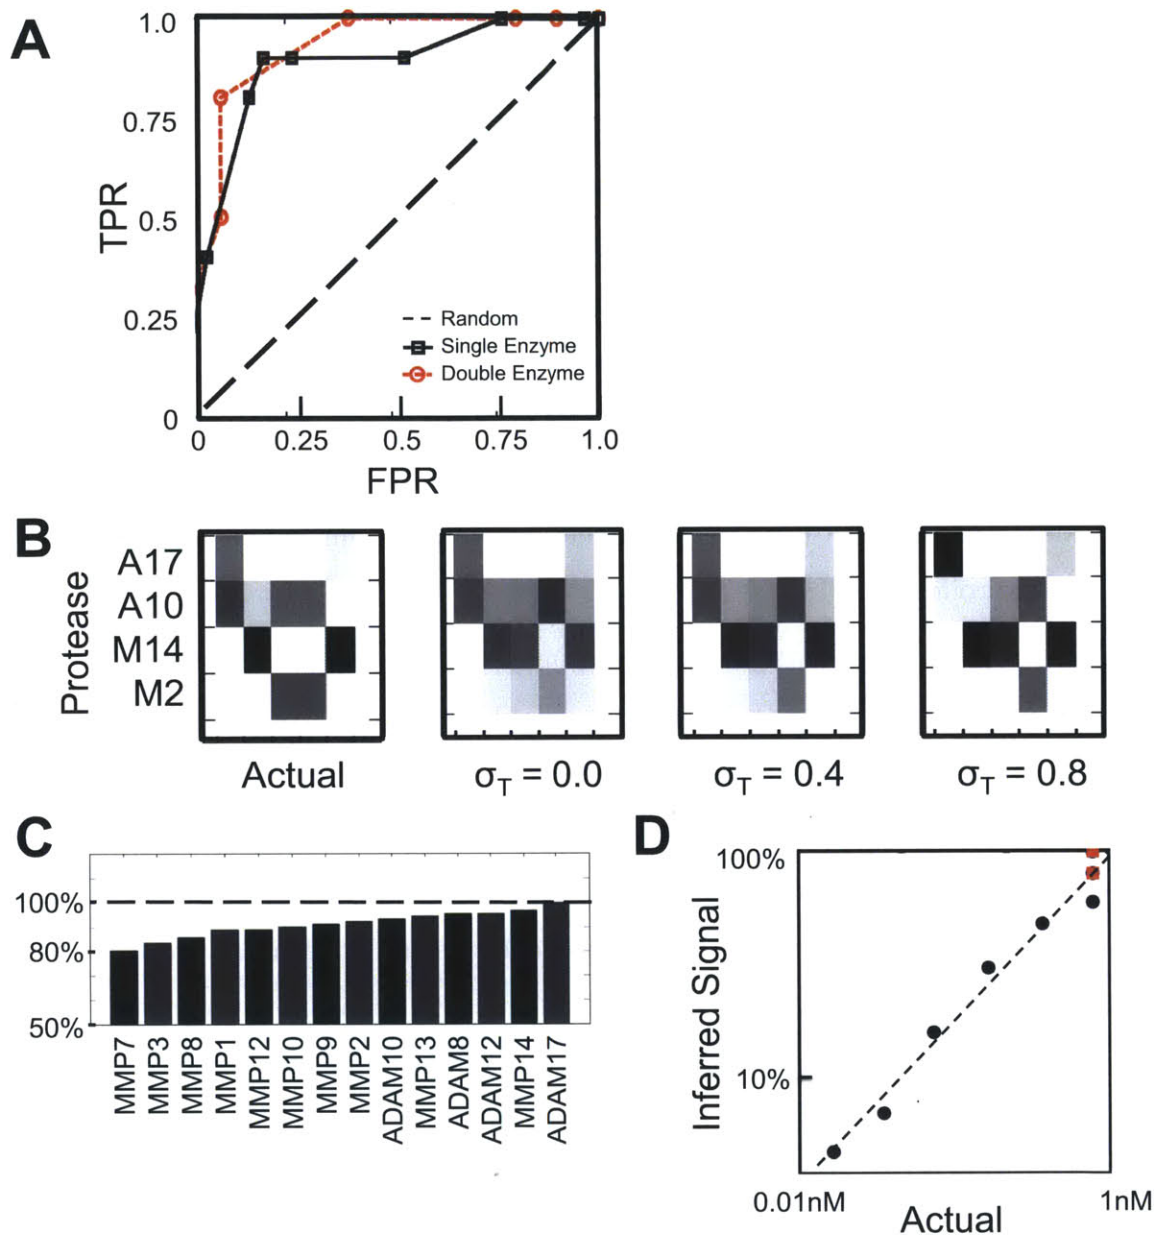 A
1.0
0.75
0.5
0.25
0
TPR
0 0.25 0.5 0.75 1.0
FPR
Random
Single Enzyme
Double Enzyme
B
Protease
A17
A10
M14
M2
Actual σT = 0.0 σT = 0.4 σT = 0.8
C
100%
80%
50%
MMP7
MMP3
MMP8
MMP1
MMP12
MMP10
MMP9
MMP2
ADAM10
MMP13
ADAM8
ADAM12
MMP14
ADAM17
D
100%
10%
Inferred Signal
0.01nM 1nM
Actual